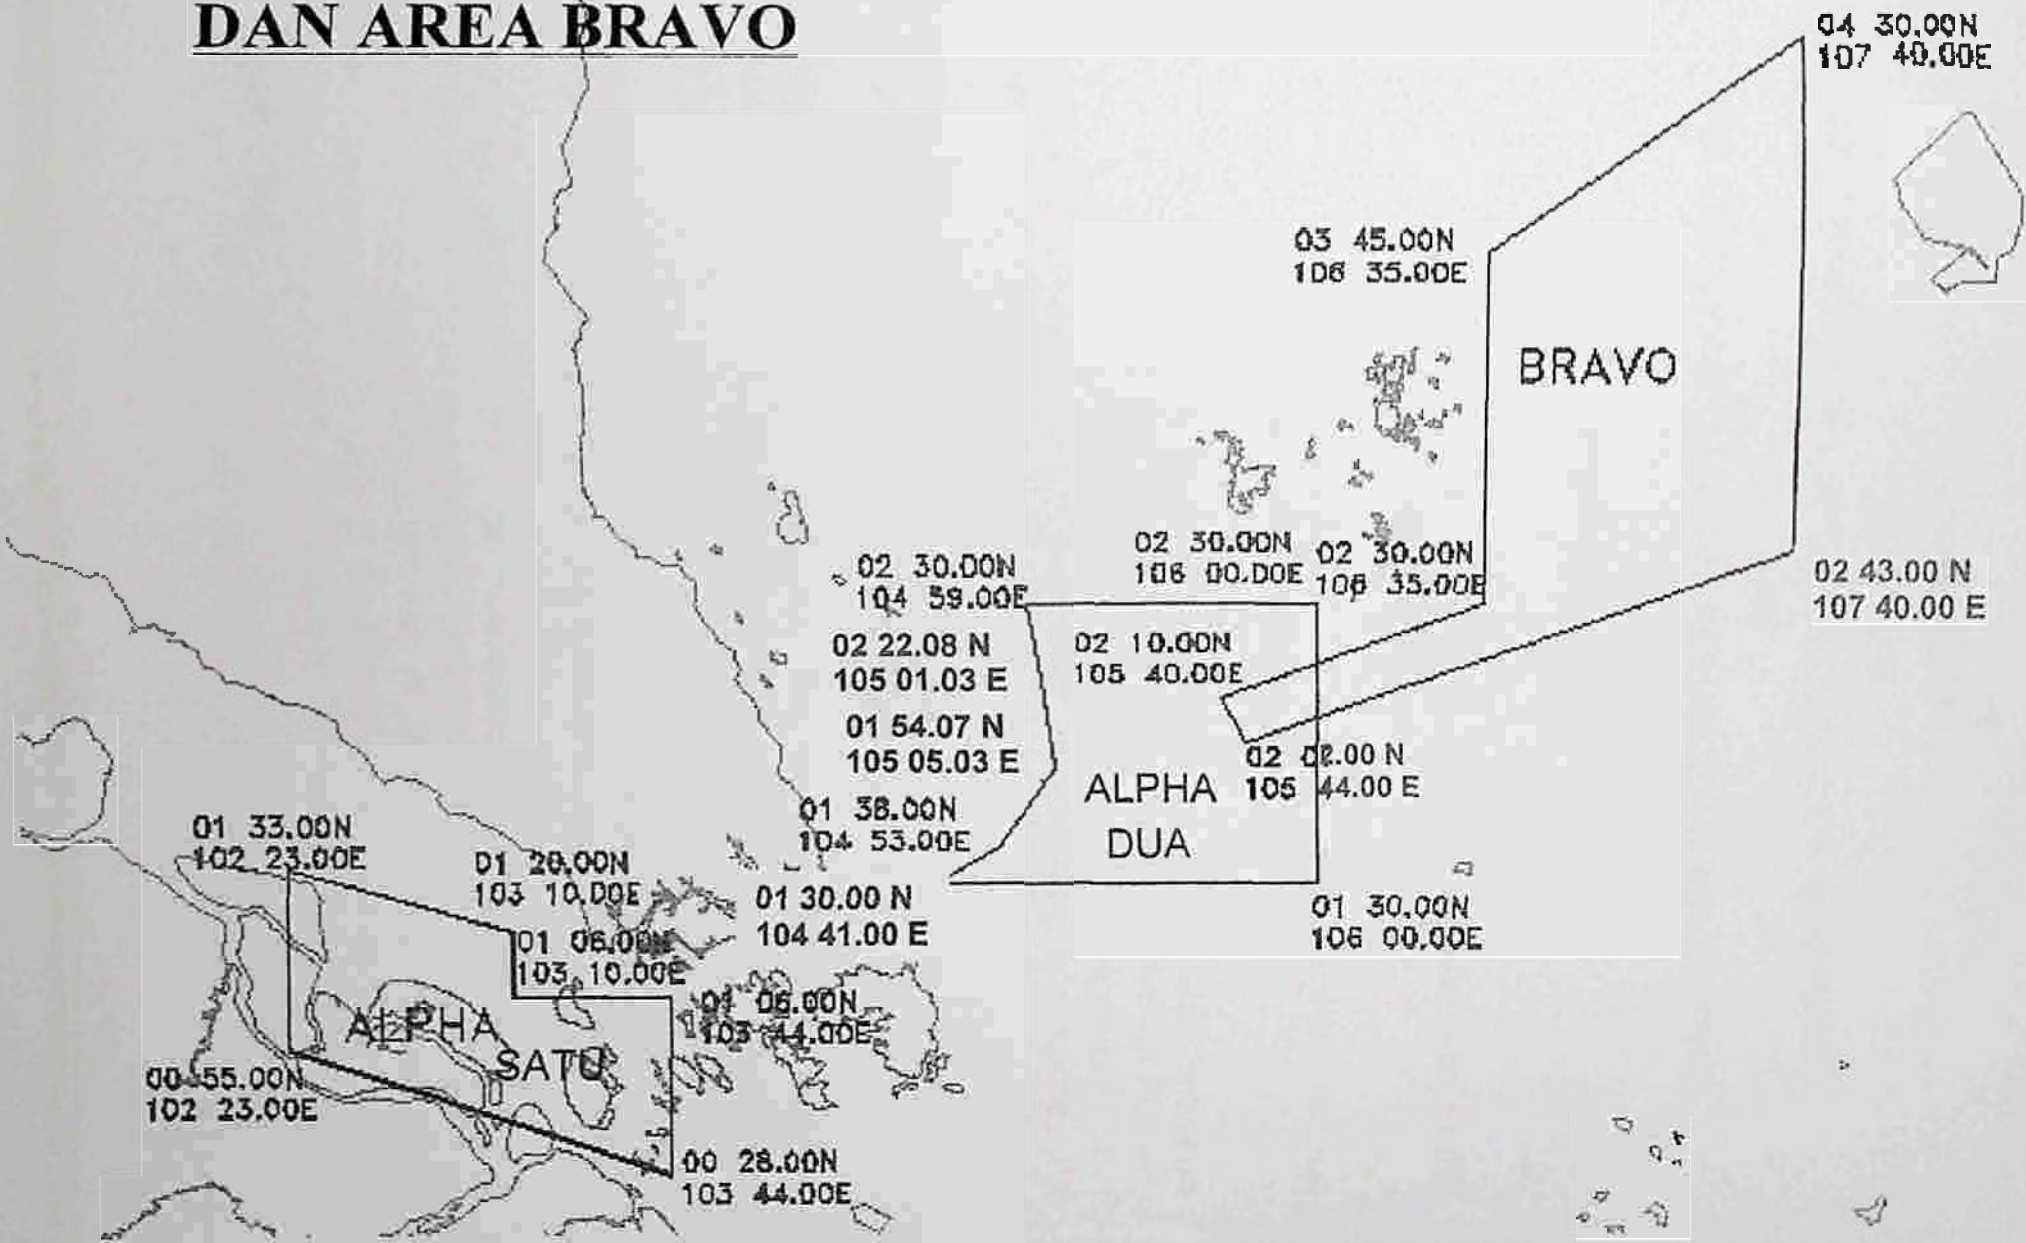 DAN AREA BRAVO
04 30.00N
107 40.00E
03 45.00N
106 35.00E
BRAVO
02 30.00N
106 00.00E
02 30.00N
106 35.00E
02 30.00N
104 59.00E
02 43.00 N
107 40.00 E
02 22.08 N
105 01.03 E
02 10.00N
105 40.00E
01 54.07 N
105 05.03 E
02 .00 N
105 44.00 E
ALPHA
DUA
01 38.00N
104 53.00E
01 33.00N
102 23.00E
01 20.00N
103 10.00E
01 30.00 N
104 41.00 E
01 30.00N
106 00.00E
01 06.00N
103 10.00E
01 06.00N
103 44.00E
ALPHA
SATU
00 55.00N
102 23.00E
00 28.00N
103 44.00E